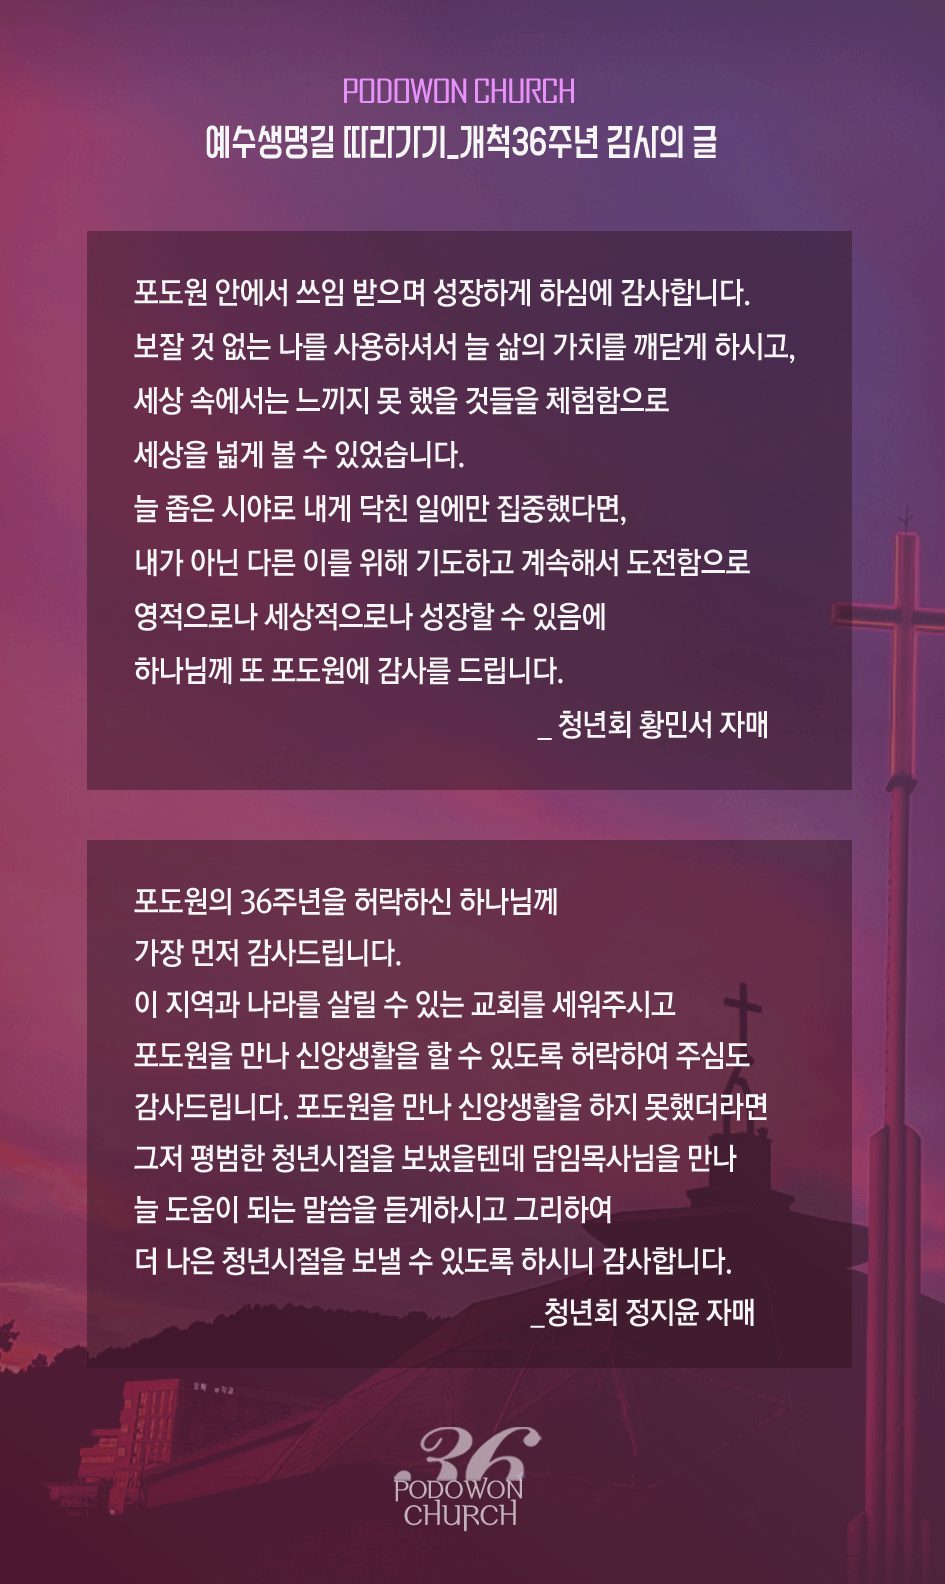 PODOWON CHURCH
예수생명길 따라가기_개척36주년 감사의 글
포도원 안에서 쓰임 받으며 성장하게 하심에 감사합니다.
보잘 것 없는 나를 사용하셔서 늘 삶의 가치를 깨닫게 하시고,
세상 속에서는 느끼지 못 했을 것들을 체험함으로
세상을 넓게 볼 수 있었습니다.
늘 좁은 시야로 내게 닥친 일에만 집중했다면,
내가 아닌 다른 이를 위해 기도하고 계속해서 도전함으로
영적으로나 세상적으로나 성장할 수 있음에
하나님께 또 포도원에 감사를 드립니다.
_ 청년회 황민서 자매
포도원의 36주년을 허락하신 하나님께
가장 먼저 감사드립니다.
이 지역과 나라를 살릴 수 있는 교회를 세워주시고
포도원을 만나 신앙생활을 할 수 있도록 허락하여 주심도
감사드립니다. 포도원을 만나 신앙생활을 하지 못했더라면
그저 평범한 청년시절을 보냈을텐데 담임목사님을 만나
늘 도움이 되는 말씀을 듣게하시고 그리하여
더 나은 청년시절을 보낼 수 있도록 하시니 감사합니다.
_청년회 정지윤 자매
36
PODOWON
CHURCH